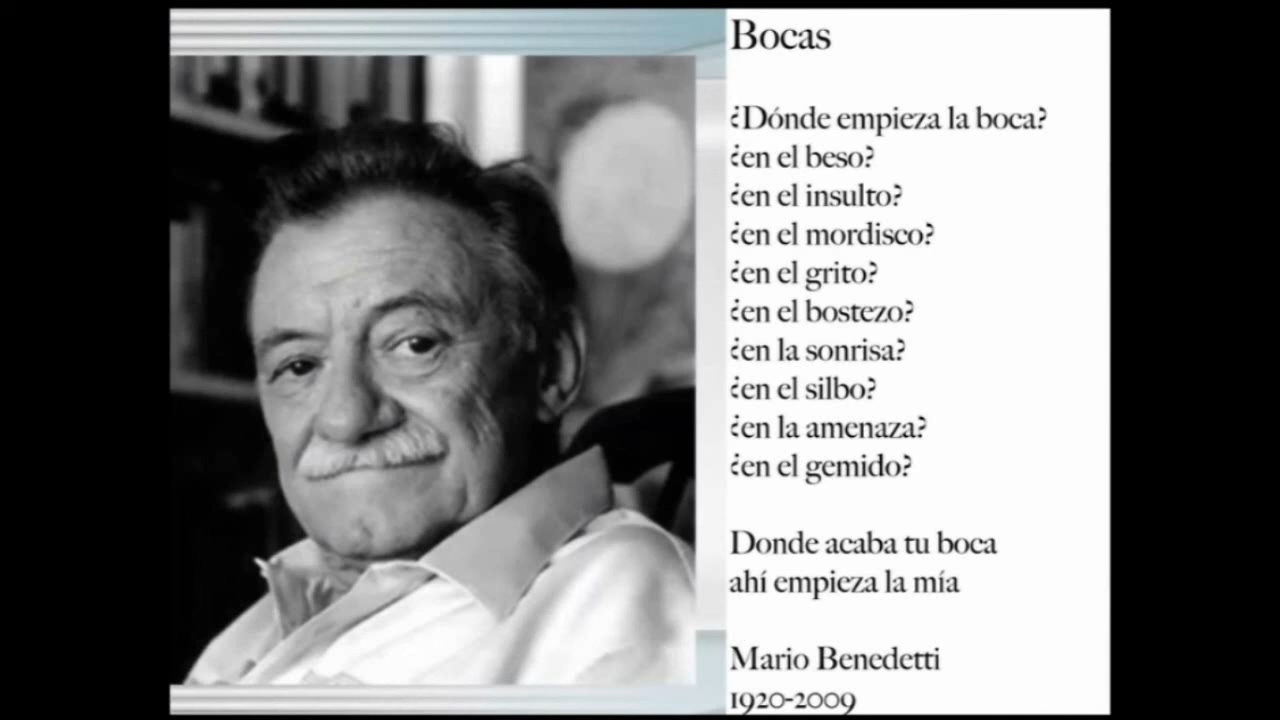 Bocas
¿Dónde empieza la boca?
¿en el beso?
¿en el insulto?
¿en el mordisco?
¿en el grito?
¿en el bostezo?
¿en la sonrisa?
¿en el silbo?
¿en la amenaza?
¿en el gemido?
Donde acaba tu boca
ahí empieza la mía
Mario Benedetti
1920-2009